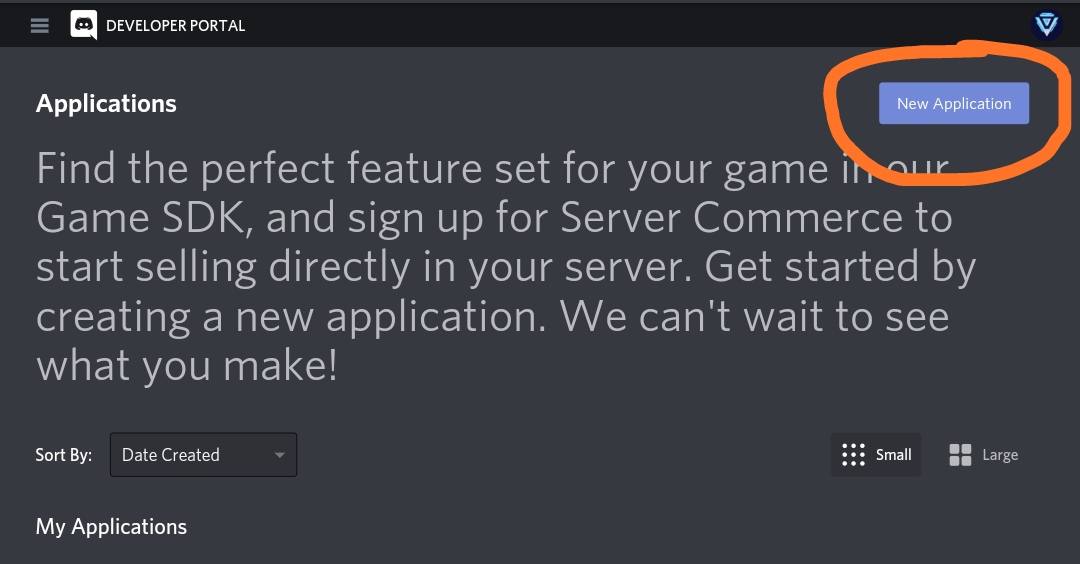 DEVELOPER PORTAL
Applications
New Application
Find the perfect feature set for your game in our
Game SDK, and sign up for Server Commerce to
start selling directly in your server. Get started by
creating a new application. We can't wait to see
what you make!
Sort By: Date Created Small Large
My Applications